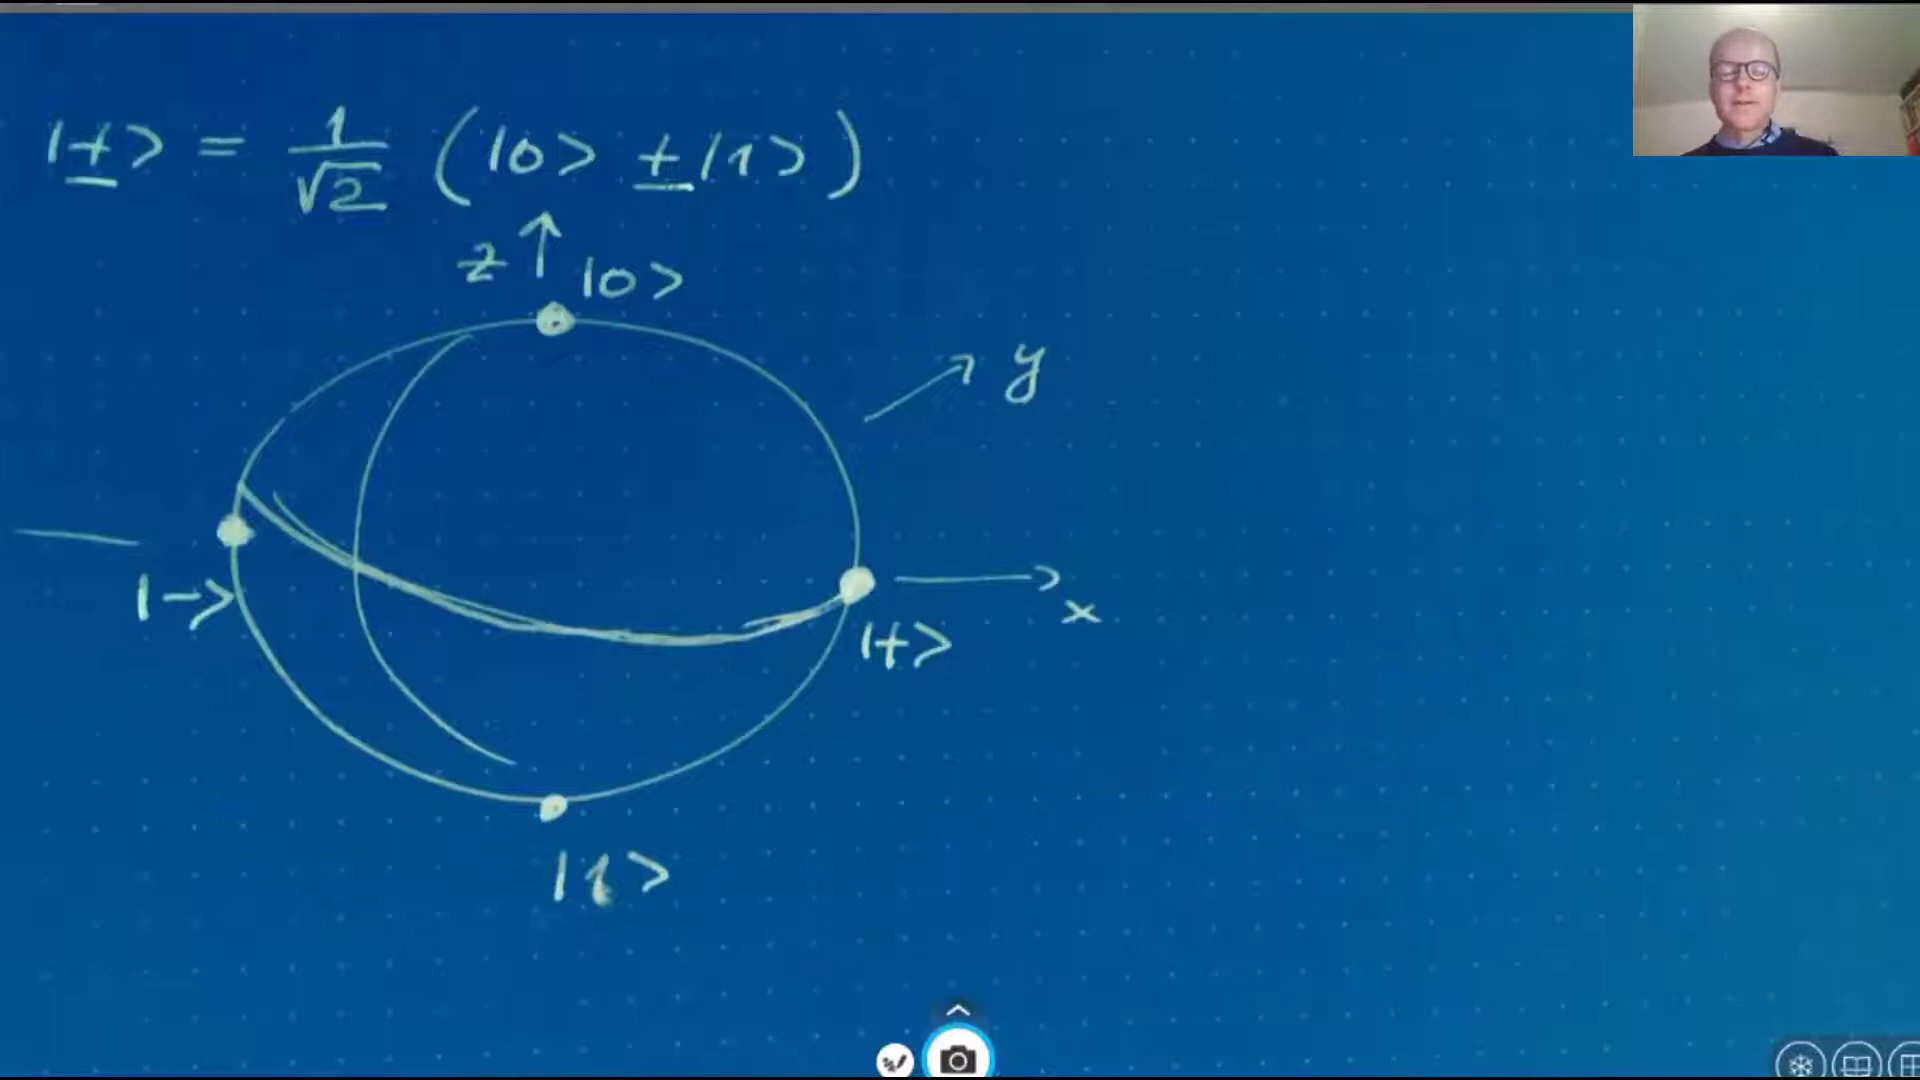 |±> = 1/√2 (|0> ± |1>)
z
|0>
y
|->
x
|+>
|1>